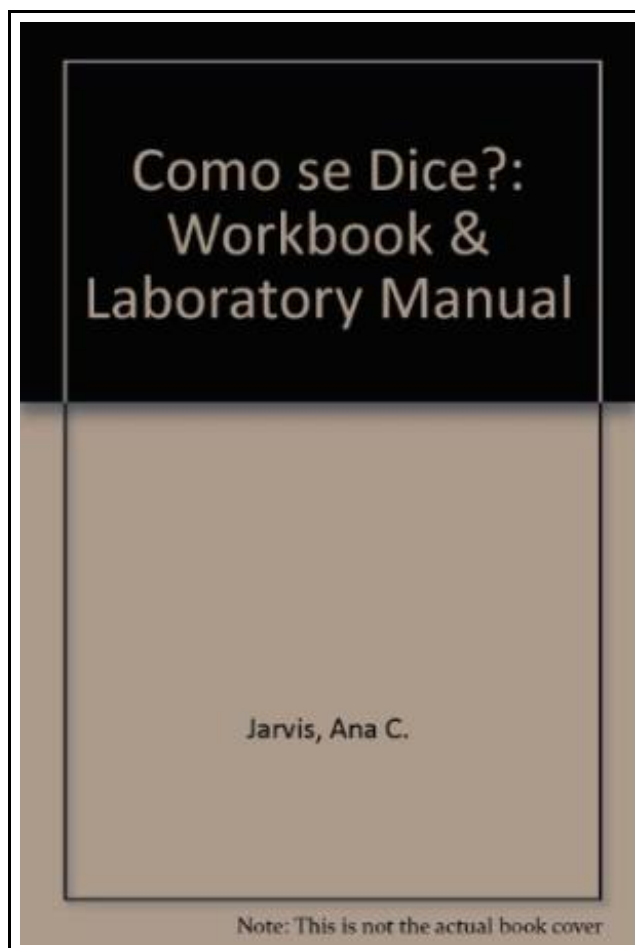 Como se Dice?:
Workbook &
Laboratory Manual
Jarvis, Ana C.
Note: This is not the actual book cover